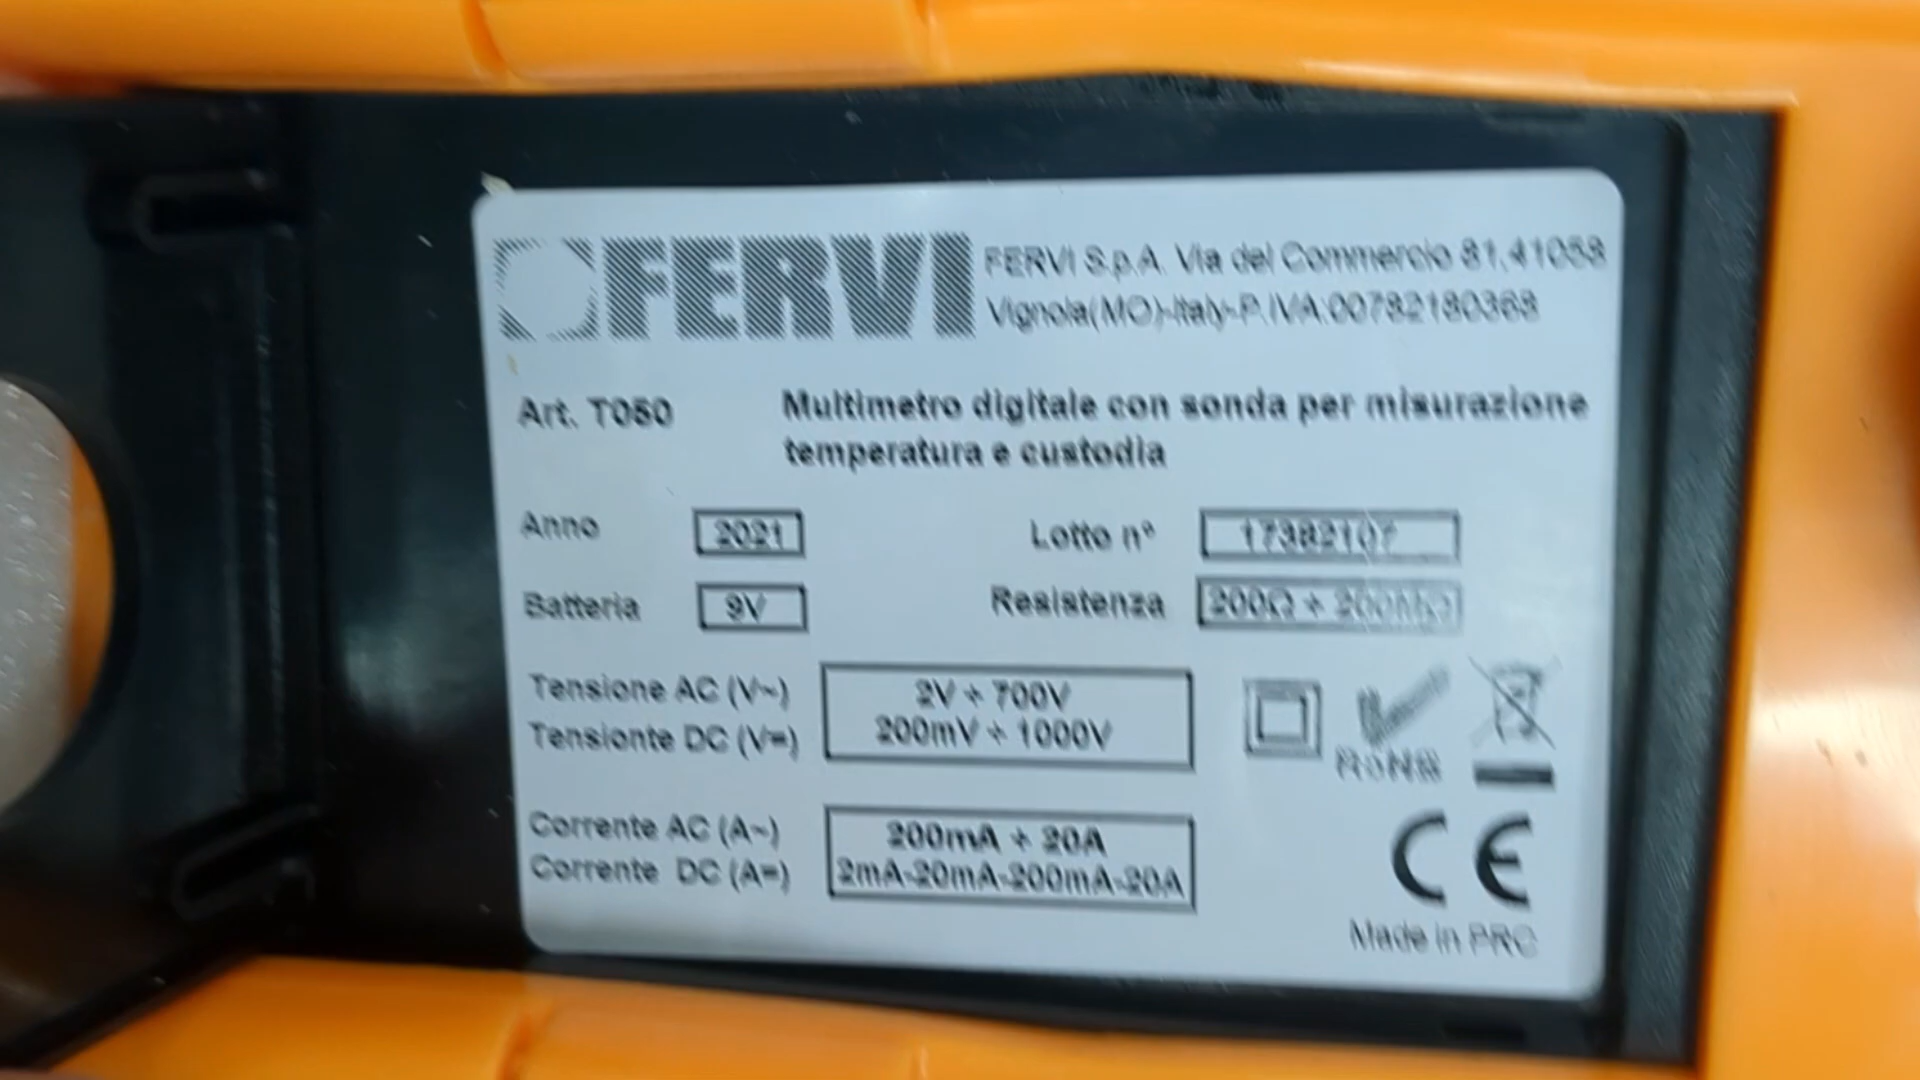 FERVI
FERVI S.p.A. Via del Commercio 81,41058
Vignola(MO)-Italy-P.IVA:00782180368
Art. T050
Multimetro digitale con sonda per misurazione
temperatura e custodia
Anno 2021
Lotto n° 17382107
Batteria 9V
Resistenza 200Ω ÷ 200MΩ
Tensione AC (V~) 2V ÷ 700V
Tensionte DC (V=) 200mV ÷ 1000V
RoHS
Corrente AC (A~) 200mA ÷ 20A
Corrente DC (A=) 2mA-20mA-200mA-20A
CE
Made in PRC